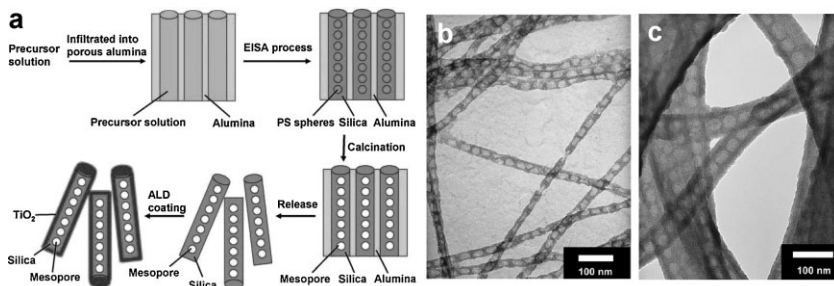 a
Precursor
solution
Infiltrated into
porous alumina
EISA process
Precursor solution
Alumina
PS spheres
Silica
Alumina
Calcination
Mesopore
Silica
Alumina
Release
Mesopore
Silica
ALD
coating
TiO₂
Silica
Mesopore
b
100 nm
c
100 nm